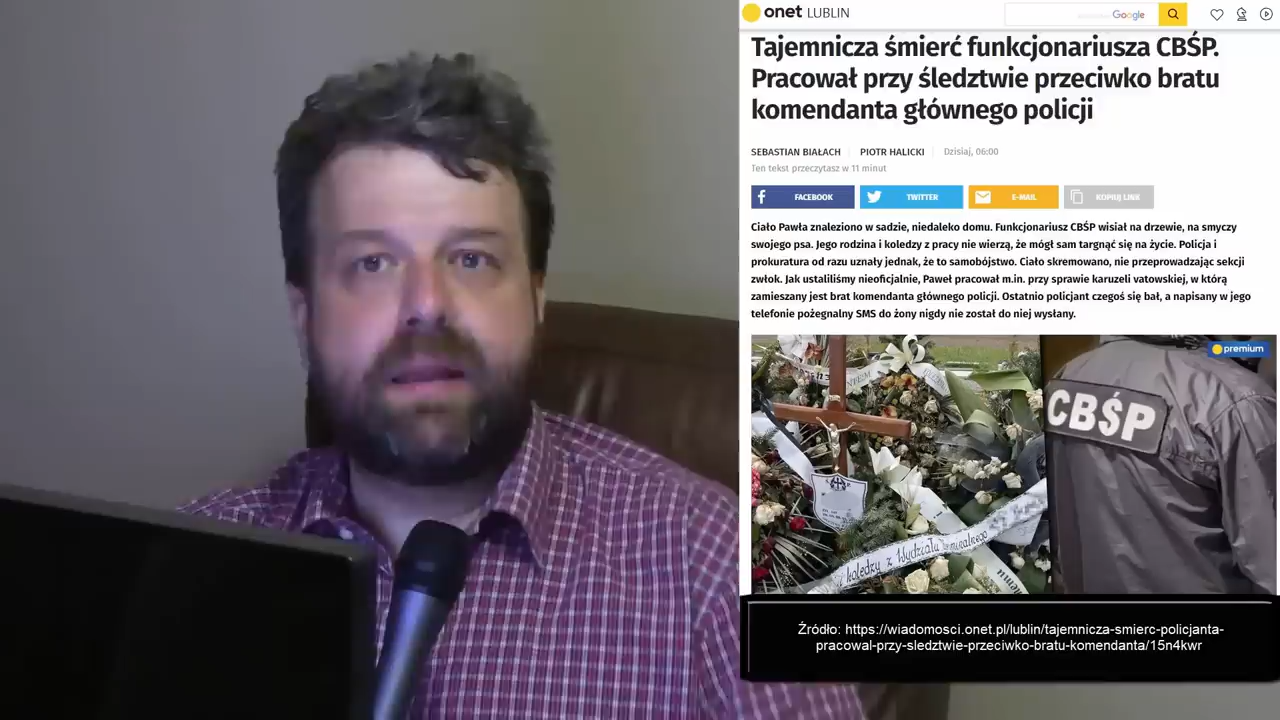 onet LUBLIN
Google
Tajemnicza śmierć funkcjonariusza CBŚP.
Pracował przy śledztwie przeciwko bratu
komendanta głównego policji
SEBASTIAN BIAŁACH PIOTR HALICKI Dzisiaj, 06:00
Ten tekst przeczytasz w 11 minut
FACEBOOK TWITTER E-MAIL KOPIUJ LINK
Ciało Pawła znaleziono w sadzie, niedaleko domu. Funkcjonariusz CBŚP wisiał na drzewie, na smyczy
swojego psa. Jego rodzina i koledzy z pracy nie wierzą, że mógł sam targnąć się na życie. Policja i
prokuratura od razu uznały jednak, że to samobójstwo. Ciało skremowano, nie przeprowadzając sekcji
zwłok. Jak ustaliliśmy nieoficjalnie, Paweł pracował m.in. przy sprawie karuzeli vatowskiej, w którą
zamieszany jest brat komendanta głównego policji. Ostatnio policjant czegoś się bał, a napisany w jego
telefonie pożegnalny SMS do żony nigdy nie został do niej wysłany.
premium
CBŚP
koledzy z Wydziału
Źródło: https://wiadomosci.onet.pl/lublin/tajemnicza-smierc-policjanta-
pracowal-przy-sledztwie-przeciwko-bratu-komendanta/15n4kwr